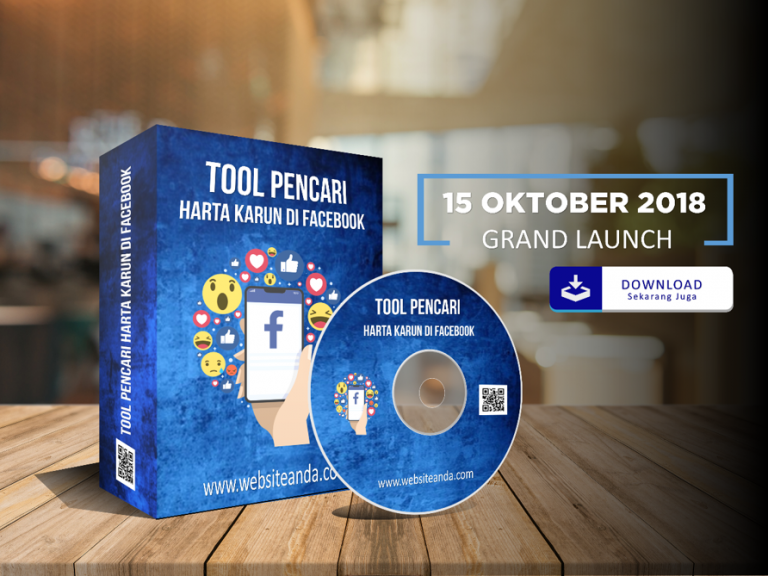 TOOL PENCARI HARTA KARUN DI FACEBOOK
TOOL PENCARI
HARTA KARUN DI FACEBOOK
www.websiteanda.co
TOOL PENCARI
HARTA KARUN DI FACEBOOK
www.websiteanda.com
15 OKTOBER 2018
GRAND LAUNCH
DOWNLOAD
Sekarang Juga